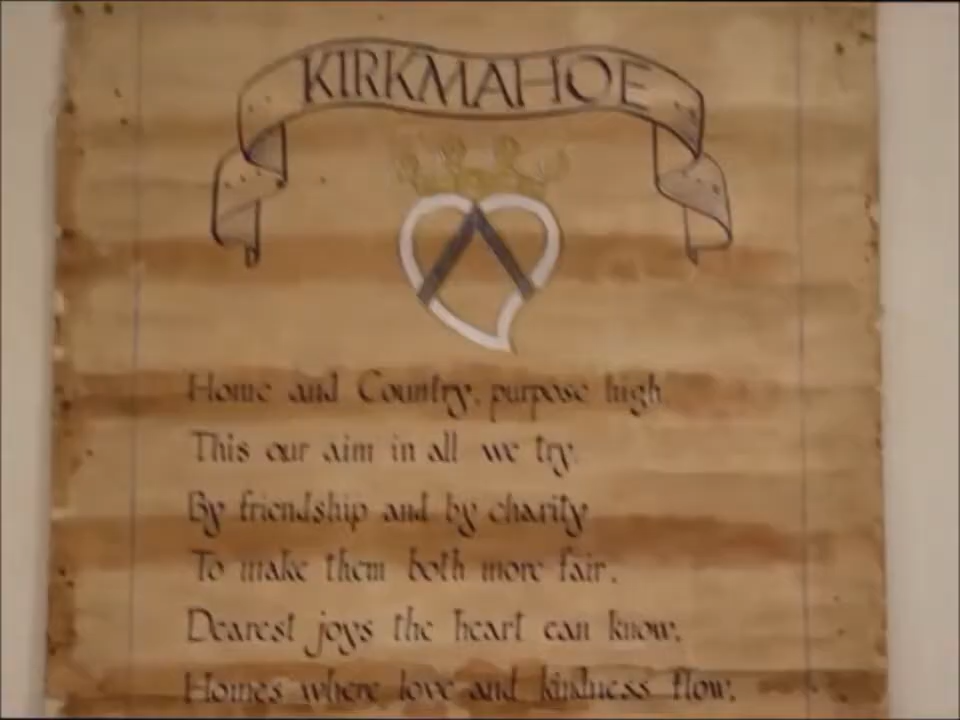 KIRKMAHOE
Home and Country, purpose high
This our aim in all we try.
By friendship and by charity
To make them both more fair.
Dearest joys the heart can know,
Homes where love and kindness flow,